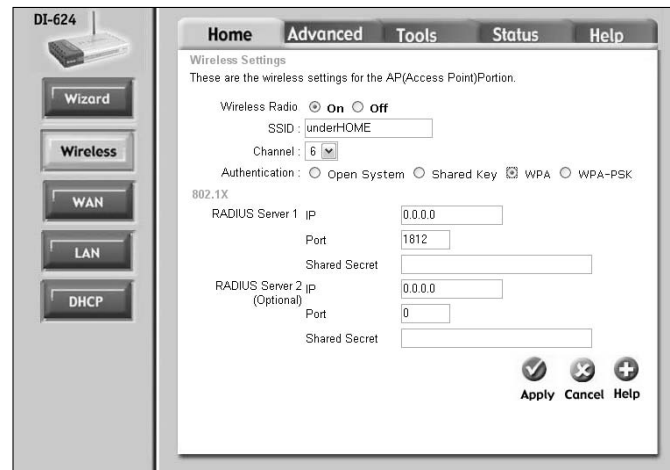 DI-624
Home Advanced Tools Status Help
Wizard
Wireless
WAN
LAN
DHCP
Wireless Settings
These are the wireless settings for the AP(Access Point)Portion.
Wireless Radio On Off
SSID : underHOME
Channel : 6
Authentication : Open System Shared Key WPA WPA-PSK
802.1X
RADIUS Server 1 IP 0.0.0.0
Port 1812
Shared Secret
RADIUS Server 2 IP 0.0.0.0
(Optional)
Port 0
Shared Secret
Apply Cancel Help